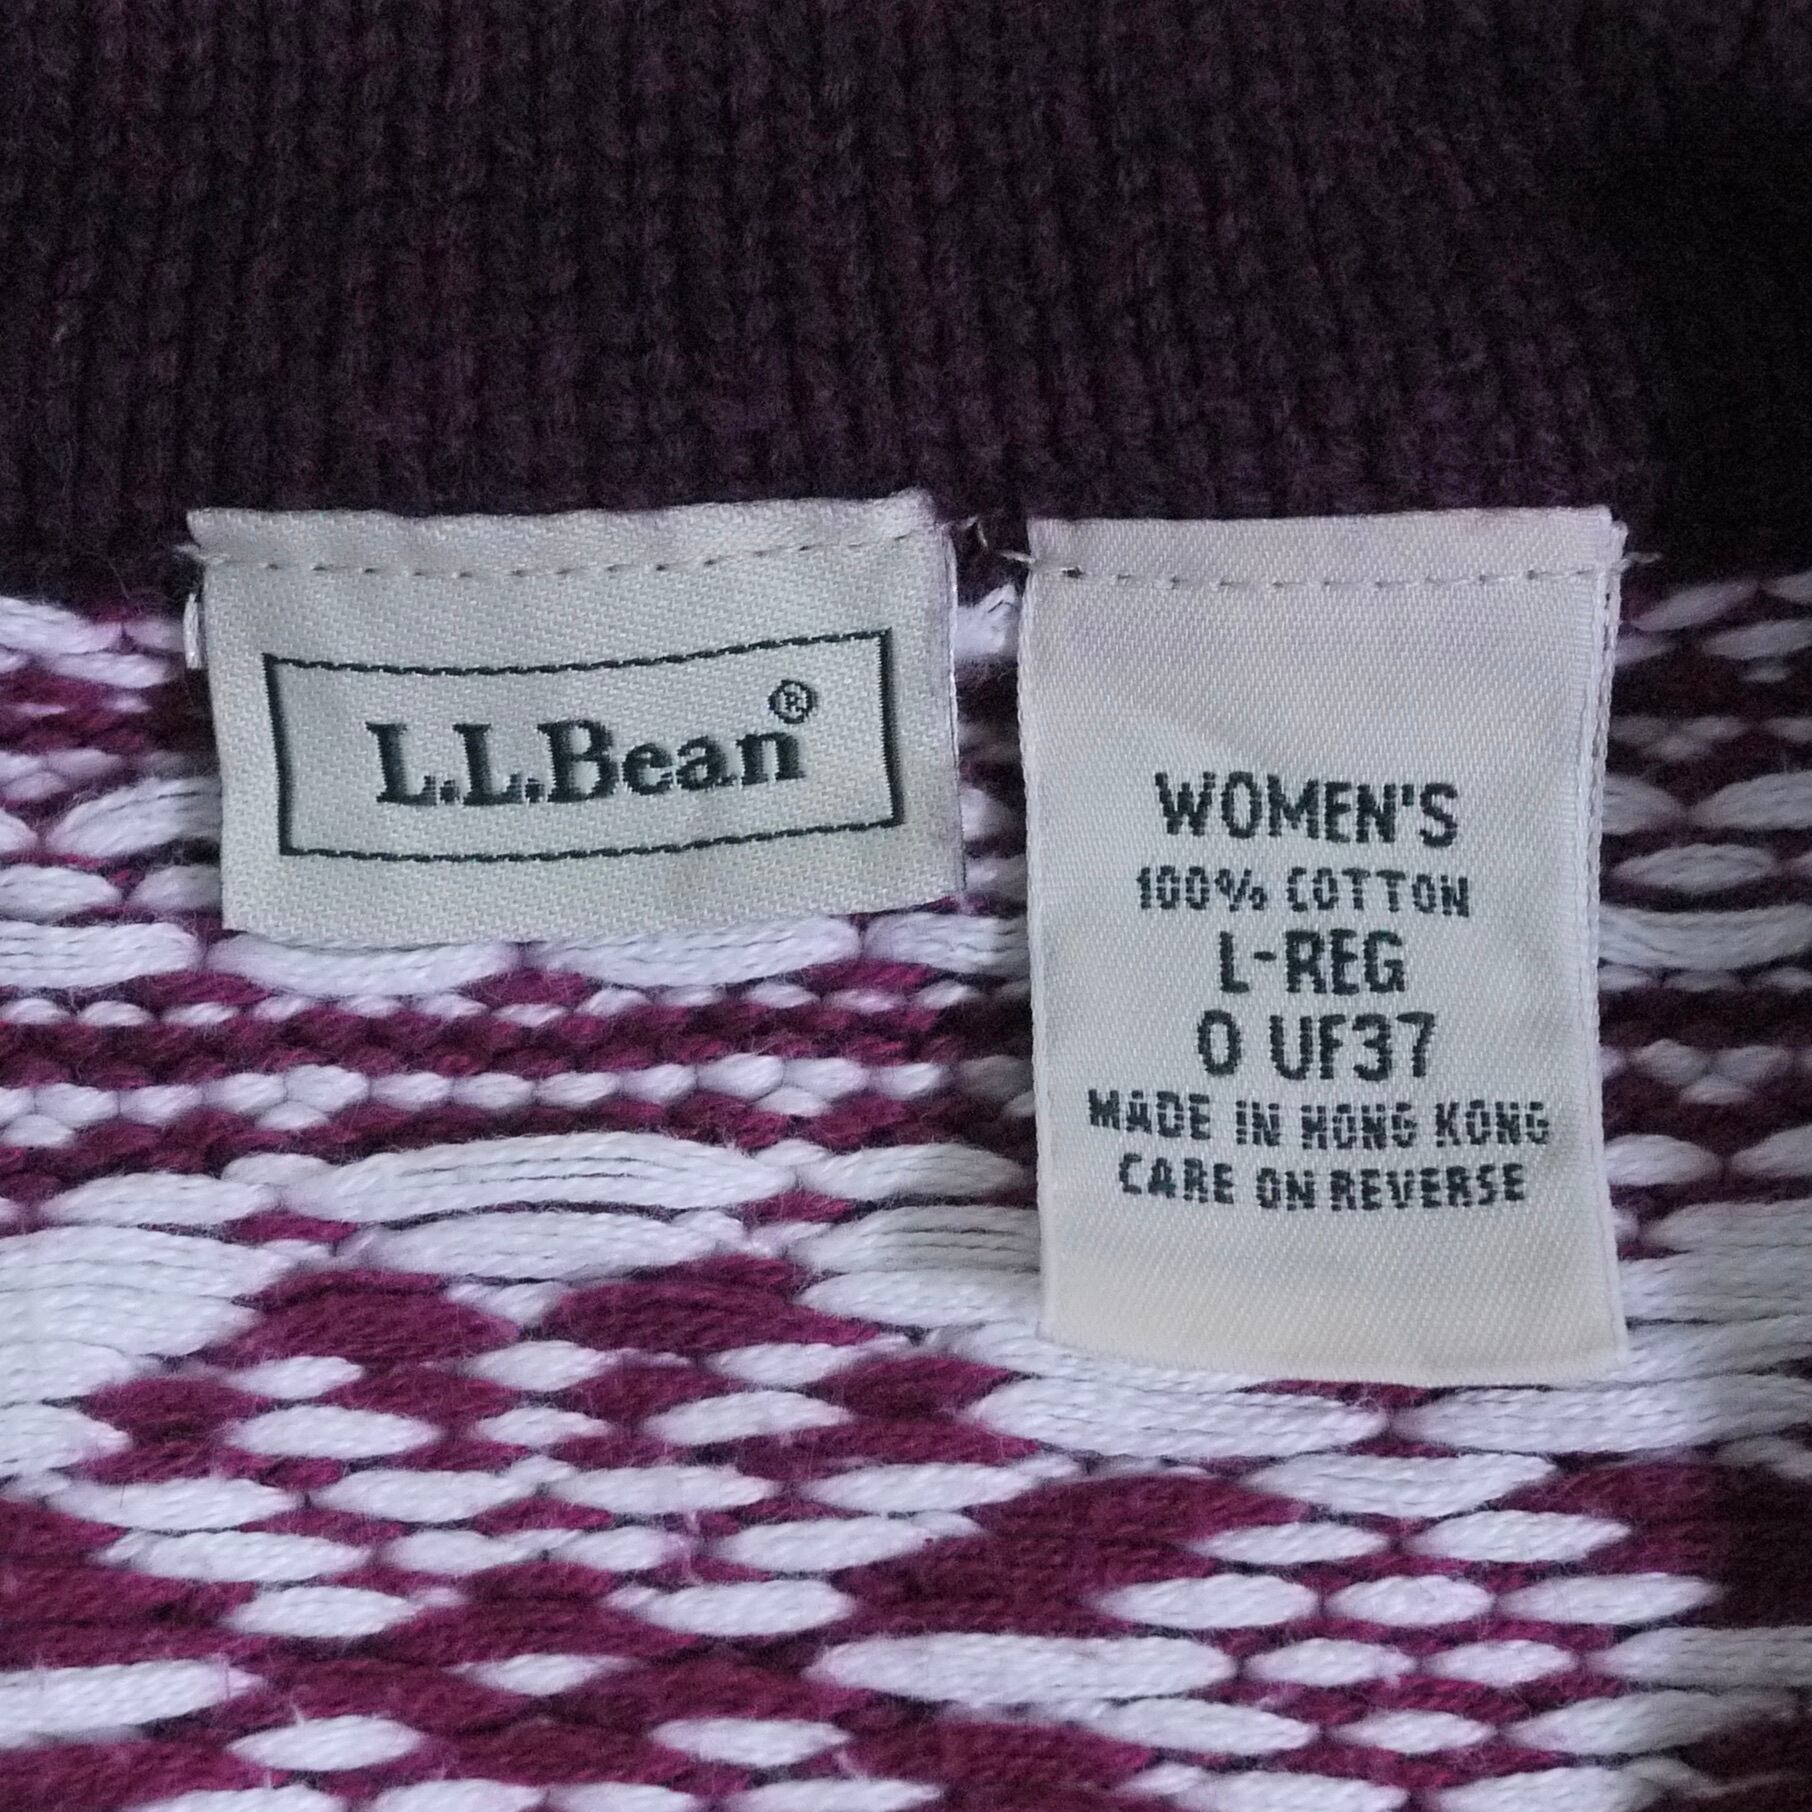 L.L.Bean®
WOMEN'S
100% COTTON
L-REG
0 UF37
MADE IN HONG KONG
CARE ON REVERSE